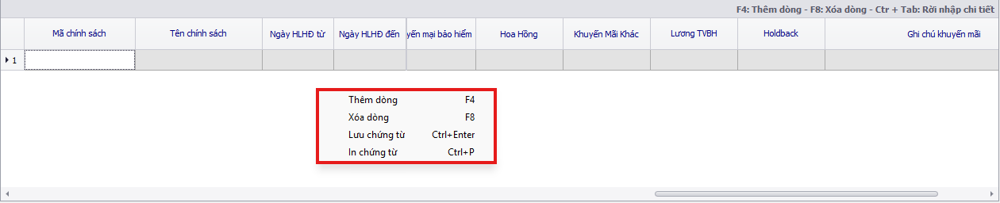 F4: Thêm dòng - F8: Xóa dòng - Ctr + Tab: Rời nhập chi tiết
Mã chính sách Tên chính sách Ngày HLHĐ từ Ngày HLHĐ đến yến mại bảo hiểm Hoa Hồng Khuyến Mãi Khác Lương TVBH Holdback Ghi chú khuyến mãi
1
Thêm dòng F4
Xóa dòng F8
Lưu chứng từ Ctrl+Enter
In chứng từ Ctrl+P